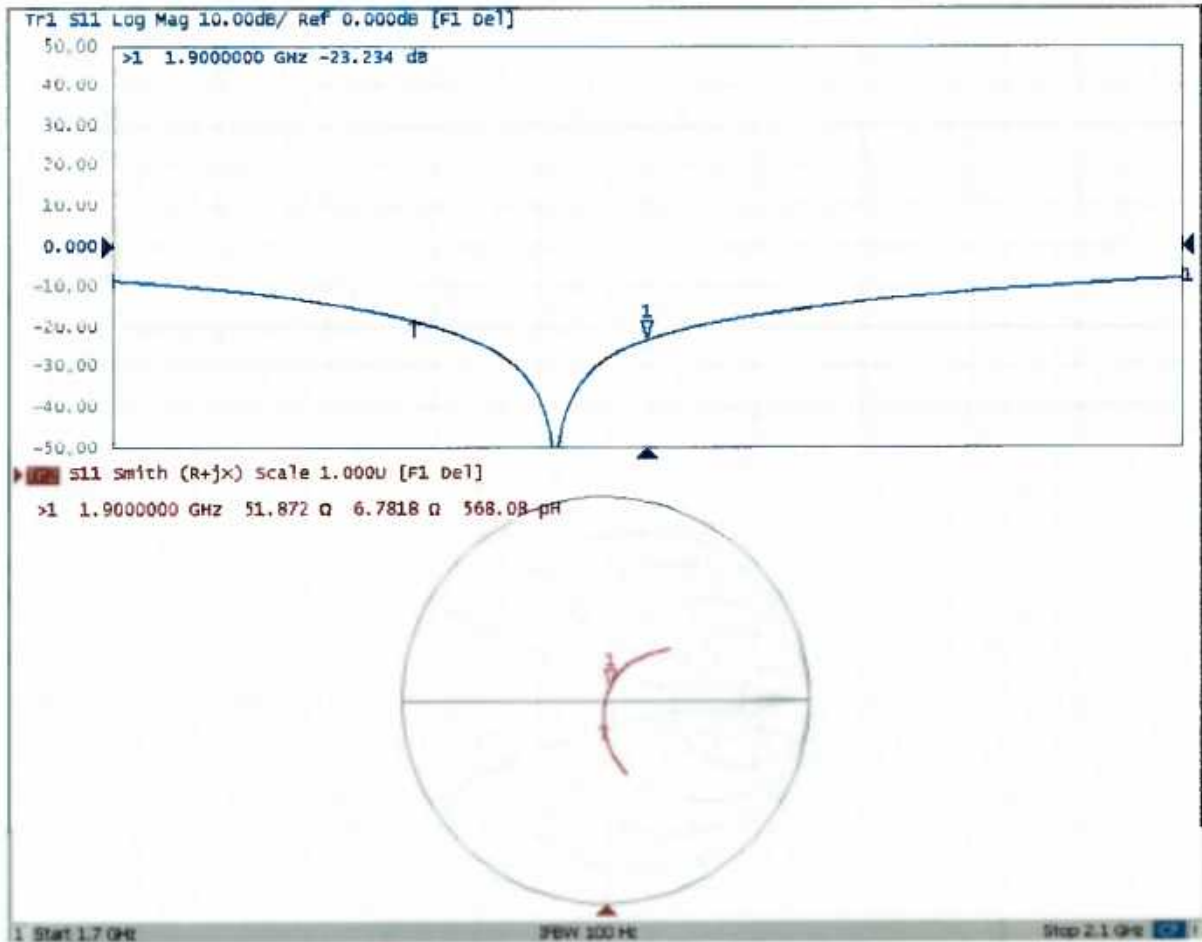 Tr1 S11 Log Mag 10.00dB/ Ref 0.000dB [F1 Del]
50.00
>1 1.9000000 GHz -23.234 dB
40.00
30.00
20.00
10.00
0.000
-10.00
1
1
-20.00
-30.00
-40.00
-50.00
S11 Smith (R+jX) Scale 1.000U [F1 Del]
>1 1.9000000 GHz 51.872 Ω 6.7818 Ω 568.08 pH
1
1 Start 1.7 GHz IFBW 100 Hz Stop 2.1 GHz